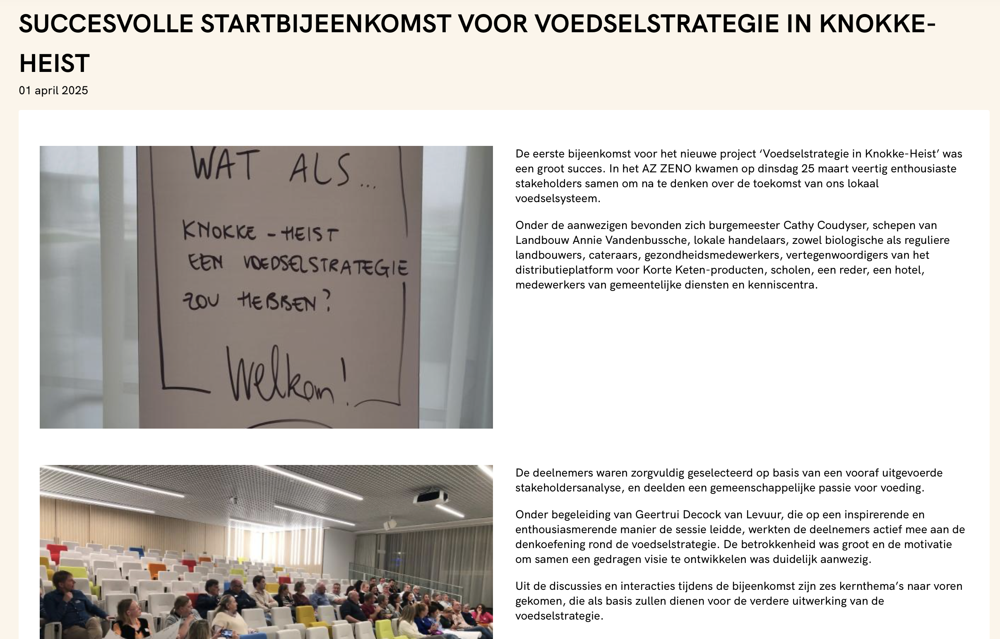 SUCCESVOLLE STARTBIJEENKOMST VOOR VOEDSELSTRATEGIE IN KNOKKE-
HEIST
01 april 2025
WAT ALS...
KNOKKE-HEIST
EEN VOEDSELSTRATEGIE
ZOU HEBBEN?
Welkom!
De eerste bijeenkomst voor het nieuwe project ‘Voedselstrategie in Knokke-Heist’ was
een groot succes. In het AZ ZENO kwamen op dinsdag 25 maart veertig enthousiaste
stakeholders samen om na te denken over de toekomst van ons lokaal
voedselsysteem.
Onder de aanwezigen bevonden zich burgemeester Cathy Coudyser, schepen van
Landbouw Annie Vandenbussche, lokale handelaars, zowel biologische als reguliere
landbouwers, cateraars, gezondheidsmedewerkers, vertegenwoordigers van het
distributieplatform voor Korte Keten-producten, scholen, een reder, een hotel,
medewerkers van gemeentelijke diensten en kenniscentra.
De deelnemers waren zorgvuldig geselecteerd op basis van een vooraf uitgevoerde
stakeholdersanalyse, en deelden een gemeenschappelijke passie voor voeding.
Onder begeleiding van Geertrui Decock van Levuur, die op een inspirerende en
enthousiasmerende manier de sessie leidde, werkten de deelnemers actief mee aan de
denkoefening rond de voedselstrategie. De betrokkenheid was groot en de motivatie
om samen een gedragen visie te ontwikkelen was duidelijk aanwezig.
Uit de discussies en interacties tijdens de bijeenkomst zijn zes kernthema’s naar voren
gekomen, die als basis zullen dienen voor de verdere uitwerking van de
voedselstrategie.